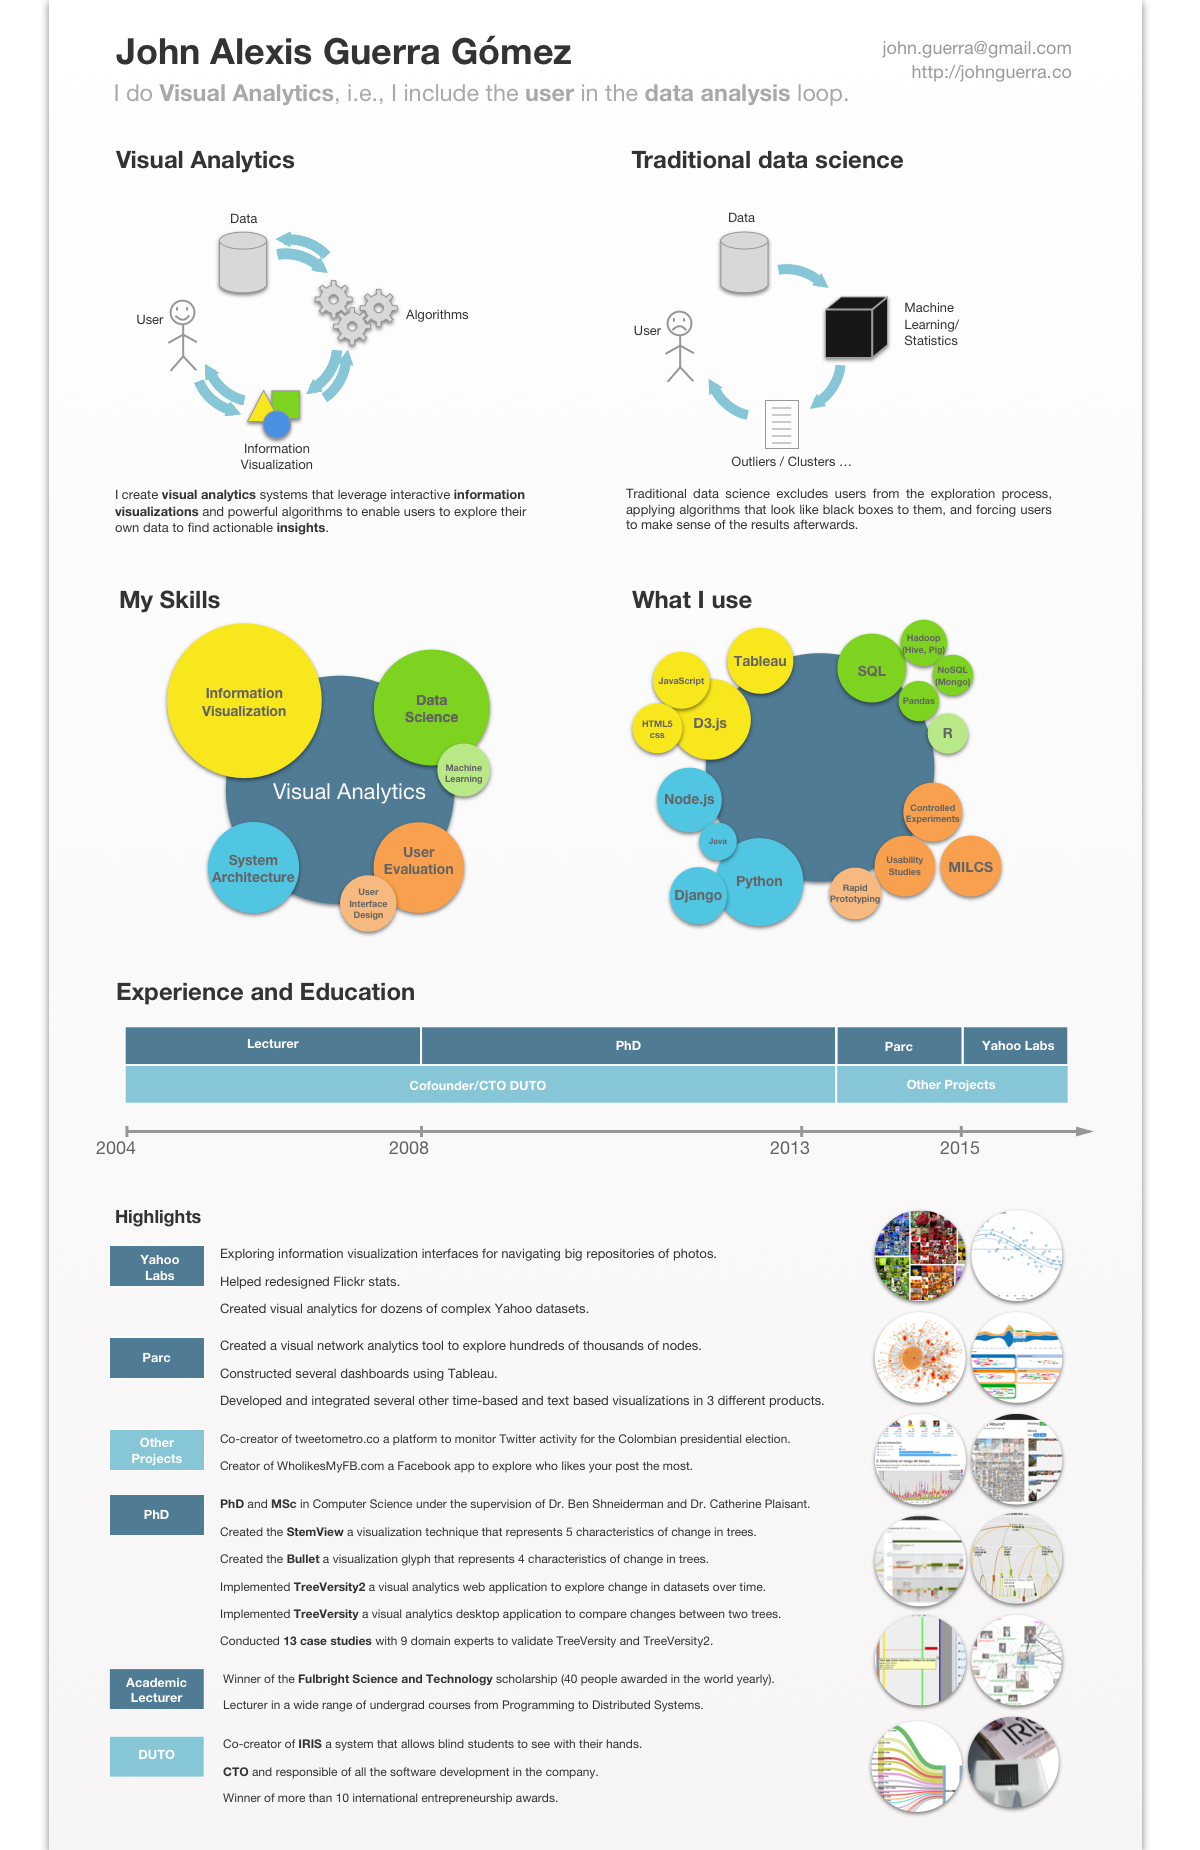 John Alexis Guerra Gómez
john.guerra@gmail.com
http://johnguerra.co
I do Visual Analytics, i.e., I include the user in the data analysis loop.
Visual Analytics
Data
User
Algorithms
Information
Visualization
I create visual analytics systems that leverage interactive information
visualizations and powerful algorithms to enable users to explore their
own data to find actionable insights.
Traditional data science
Data
User
Machine
Learning/
Statistics
Outliers / Clusters ...
Traditional data science excludes users from the exploration process,
applying algorithms that look like black boxes to them, and forcing users
to make sense of the results afterwards.
My Skills
Information
Visualization
Data
Science
Machine
Learning
Visual Analytics
System
Architecture
User
Evaluation
User
Interface
Design
What I use
Tableau
JavaScript
HTML5
css
D3.js
SQL
Hadoop
(Hive, Pig)
NoSQL
(Mongo)
Pandas
R
Node.js
Java
Django
Python
Controlled
Experiments
Usability
Studies
MILCS
Rapid
Prototyping
Experience and Education
Lecturer
PhD
Parc
Yahoo Labs
Cofounder/CTO DUTO
Other Projects
2004
2008
2013
2015
Highlights
Yahoo
Labs
Exploring information visualization interfaces for navigating big repositories of photos.
Helped redesigned Flickr stats.
Created visual analytics for dozens of complex Yahoo datasets.
Parc
Created a visual network analytics tool to explore hundreds of thousands of nodes.
Constructed several dashboards using Tableau.
Developed and integrated several other time-based and text based visualizations in 3 different products.
Other
Projects
Co-creator of tweetometro.co a platform to monitor Twitter activity for the Colombian presidential election.
Creator of WholikesMyFB.com a Facebook app to explore who likes your post the most.
PhD
PhD and MSc in Computer Science under the supervision of Dr. Ben Shneiderman and Dr. Catherine Plaisant.
Created the StemView a visualization technique that represents 5 characteristics of change in trees.
Created the Bullet a visualization glyph that represents 4 characteristics of change in trees.
Implemented TreeVersity2 a visual analytics web application to explore change in datasets over time.
Implemented TreeVersity a visual analytics desktop application to compare changes between two trees.
Conducted 13 case studies with 9 domain experts to validate TreeVersity and TreeVersity2.
Academic
Lecturer
Winner of the Fulbright Science and Technology scholarship (40 people awarded in the world yearly).
Lecturer in a wide range of undergrad courses from Programming to Distributed Systems.
DUTO
Co-creator of IRIS a system that allows blind students to see with their hands.
CTO and responsible of all the software development in the company.
Winner of more than 10 international entrepreneurship awards.
IRIS